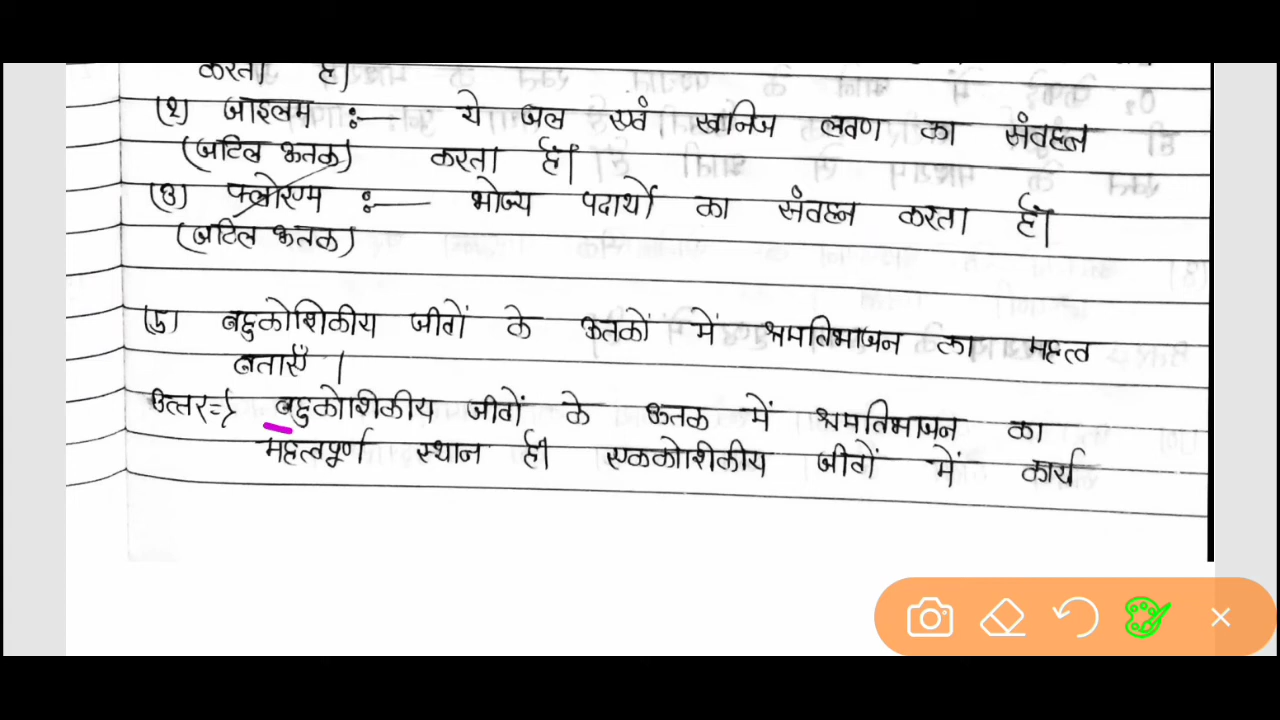 करता है।
(२) जाइलम :— ये जल एवं खनिज लवण का संवहन
(जटिल ऊतक) करता है।
(3) फ्लोएम :— भोज्य पदार्थो का संवहन करता है।
(जटिल ऊतक)
(5) बहुकोशिकीय जीवों के ऊतकों में श्रमविभाजन का महत्व
बताएँ ।
उत्तर=> बहुकोशिकीय जीवों के ऊतक में श्रमविभाजन का
महत्वपूर्ण स्थान है। एककोशिकीय जीवों में कार्य